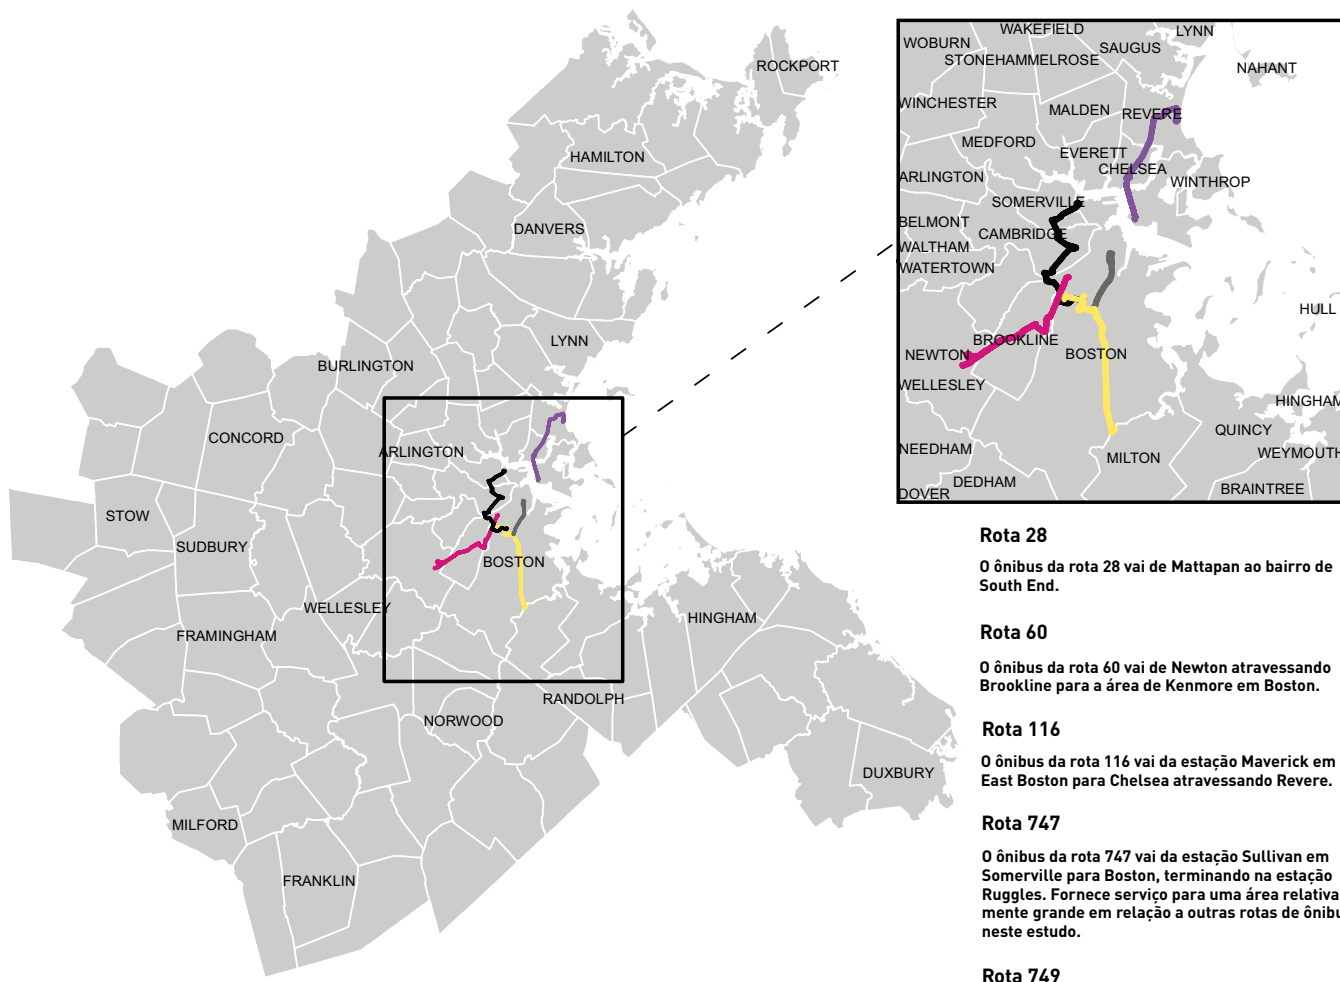 ROCKPORT
HAMILTON
DANVERS
LYNN
BURLINGTON
CONCORD
ARLINGTON
STOW
SUDBURY
BOSTON
WELLESLEY
FRAMINGHAM
HINGHAM
RANDOLPH
NORWOOD
DUXBURY
MILFORD
FRANKLIN
WAKEFIELD
LYNN
WOBURN
SAUGUS
STONEHAMMELROSE
NAHANT
WINCHESTER
MALDEN
REVERE
MEDFORD
EVERETT
CHELSEA
ARLINGTON
WINTHROP
SOMERVILLE
BELMONT
CAMBRIDGE
WALTHAM
WATERTOWN
HULL
BROOKLINE
NEWTON
BOSTON
WELLESLEY
HINGHAM
QUINCY
NEEDHAM
MILTON
WEYMOUTH
DEDHAM
BRAINTREE
DOVER
Rota 28
O ônibus da rota 28 vai de Mattapan ao bairro de
South End.
Rota 60
O ônibus da rota 60 vai de Newton atravessando
Brookline para a área de Kenmore em Boston.
Rota 116
O ônibus da rota 116 vai da estação Maverick em
East Boston para Chelsea atravessando Revere.
Rota 747
O ônibus da rota 747 vai da estação Sullivan em
Somerville para Boston, terminando na estação
Ruggles. Fornece serviço para uma área relativa
mente grande em relação a outras rotas de ônibu
neste estudo.
Rota 749